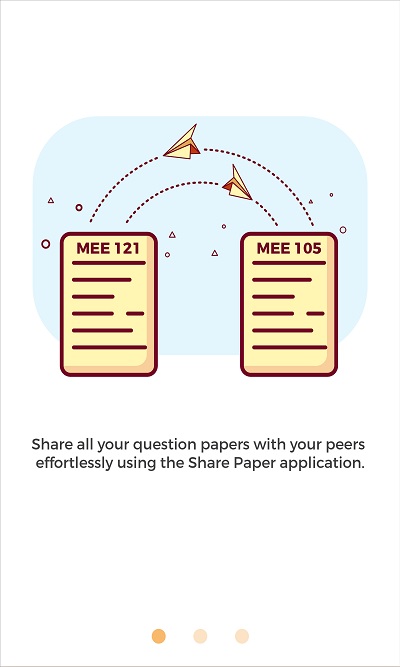 MEE 121
MEE 105
Share all your question papers with your peers
effortlessly using the Share Paper application.